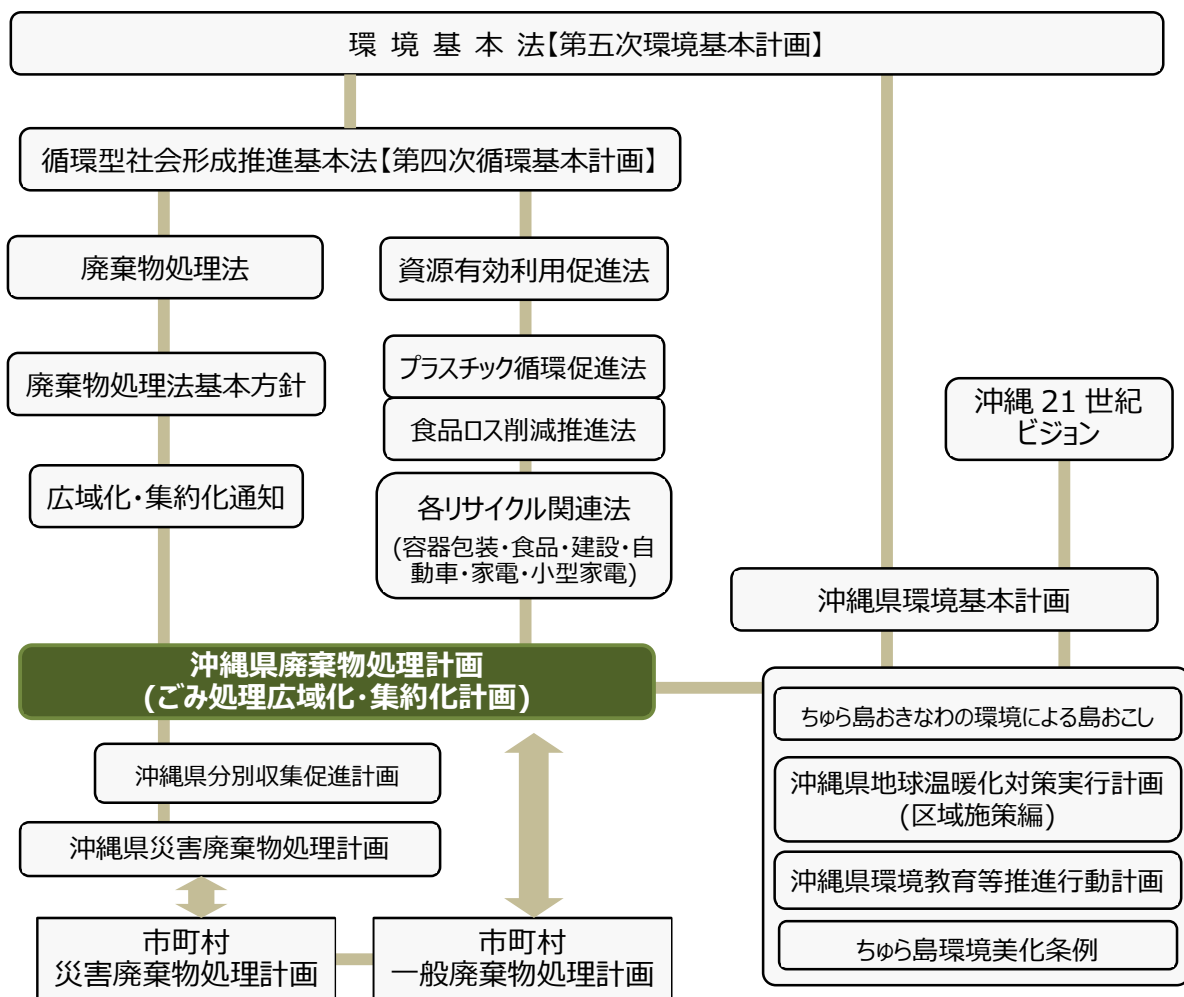 環 境 基 本 法【第五次環境基本計画】
循環型社会形成推進基本法【第四次循環基本計画】
廃棄物処理法
資源有効利用促進法
廃棄物処理法基本方針
プラスチック循環促進法
食品ロス削減推進法
沖縄 21 世紀
ビジョン
広域化・集約化通知
各リサイクル関連法
(容器包装・食品・建設・自
動車・家電・小型家電)
沖縄県環境基本計画
沖縄県廃棄物処理計画
(ごみ処理広域化・集約化計画)
ちゅら島おきなわの環境による島おこし
沖縄県分別収集促進計画
沖縄県地球温暖化対策実行計画
(区域施策編)
沖縄県災害廃棄物処理計画
沖縄県環境教育等推進行動計画
市町村
災害廃棄物処理計画
市町村
一般廃棄物処理計画
ちゅら島環境美化条例